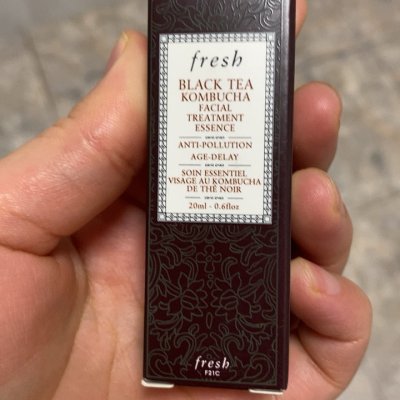 fresh
BLACK TEA
KOMBUCHA
FACIAL
TREATMENT
ESSENCE
ANTI-POLLUTION
AGE-DELAY
SOIN ESSENTIEL
VISAGE AU KOMBUCHA
DE THÉ NOIR
20ml - 0.6floz
fresh
F21C